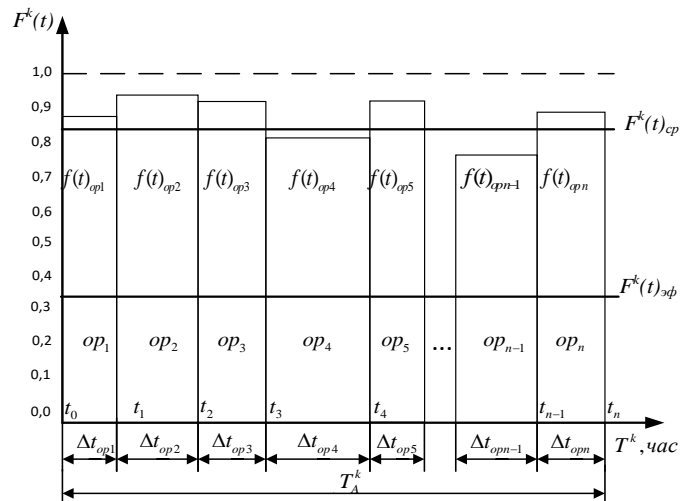 F^k(t)
1,0
0,9
F^k(t)_ср
0,8
f(t)_op1 f(t)_op2 f(t)_op3 f(t)_op4 f(t)_op5 f(t)_opn−1 f(t)_opn
0,7
0,6
0,5
0,4
F^k(t)_эф
0,3
0,2
op_1 op_2 op_3 op_4 op_5 ... op_n−1 op_n
0,1
0,0
t_0 t_1 t_2 t_3 t_4 t_n−1 t_n
Δt_op1 Δt_op2 Δt_op3 Δt_op4 Δt_op5 Δt_opn−1 Δt_opn T^k, час
T_A^k